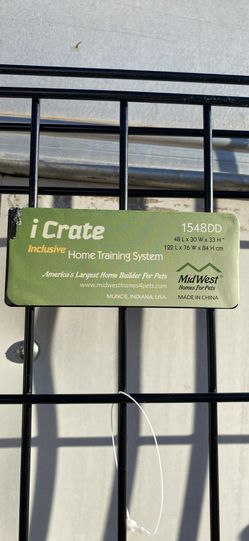 i Crate
Inclusive Home Training System
America's Largest Home Builder For Pets
www.midwesthomes4pets.com
MUNCIE, INDIANA, USA
1548DD
48 L x 30 W x 33 H "
122 L x 76 W x 84 H cm
MidWest
Homes For Pets
MADE IN CHINA